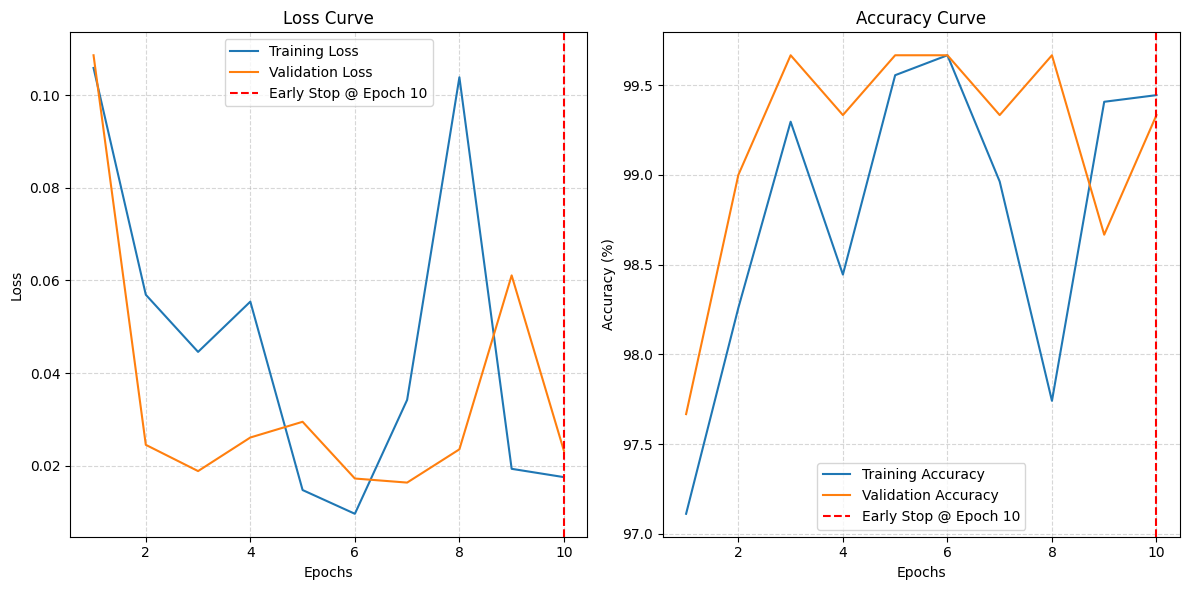 Loss Curve
Training Loss
Validation Loss
Early Stop @ Epoch 10
0.10
0.08
0.06
0.04
0.02
Loss
2 4 6 8 10
Epochs
Accuracy Curve
99.5
99.0
98.5
98.0
97.5
97.0
Accuracy (%)
Training Accuracy
Validation Accuracy
Early Stop @ Epoch 10
2 4 6 8 10
Epochs